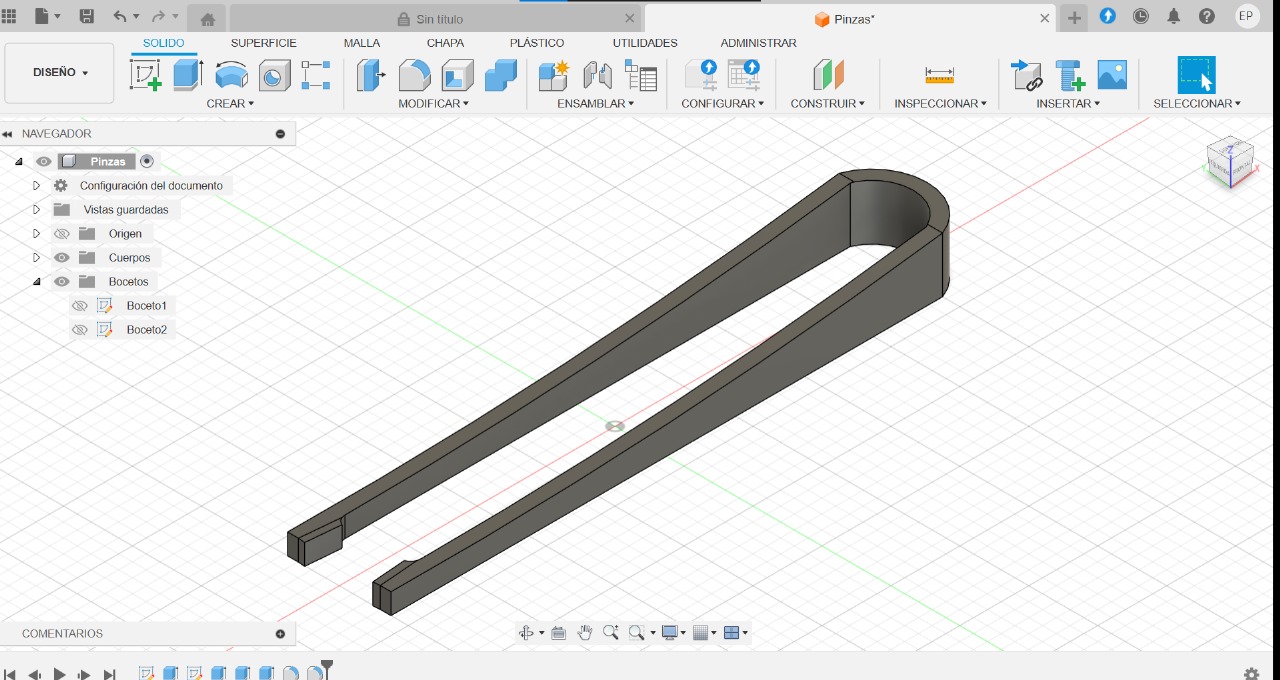 Sin título
Pinzas*
EP
DISEÑO
SOLIDO
SUPERFICIE
MALLA
CHAPA
PLÁSTICO
UTILIDADES
ADMINISTRAR
CREAR
MODIFICAR
ENSAMBLAR
CONFIGURAR
CONSTRUIR
INSPECCIONAR
INSERTAR
SELECCIONAR
NAVEGADOR
Pinzas
Configuración del documento
Vistas guardadas
Origen
Cuerpos
Bocetos
Boceto1
Boceto2
Z
X
Y
COMENTARIOS